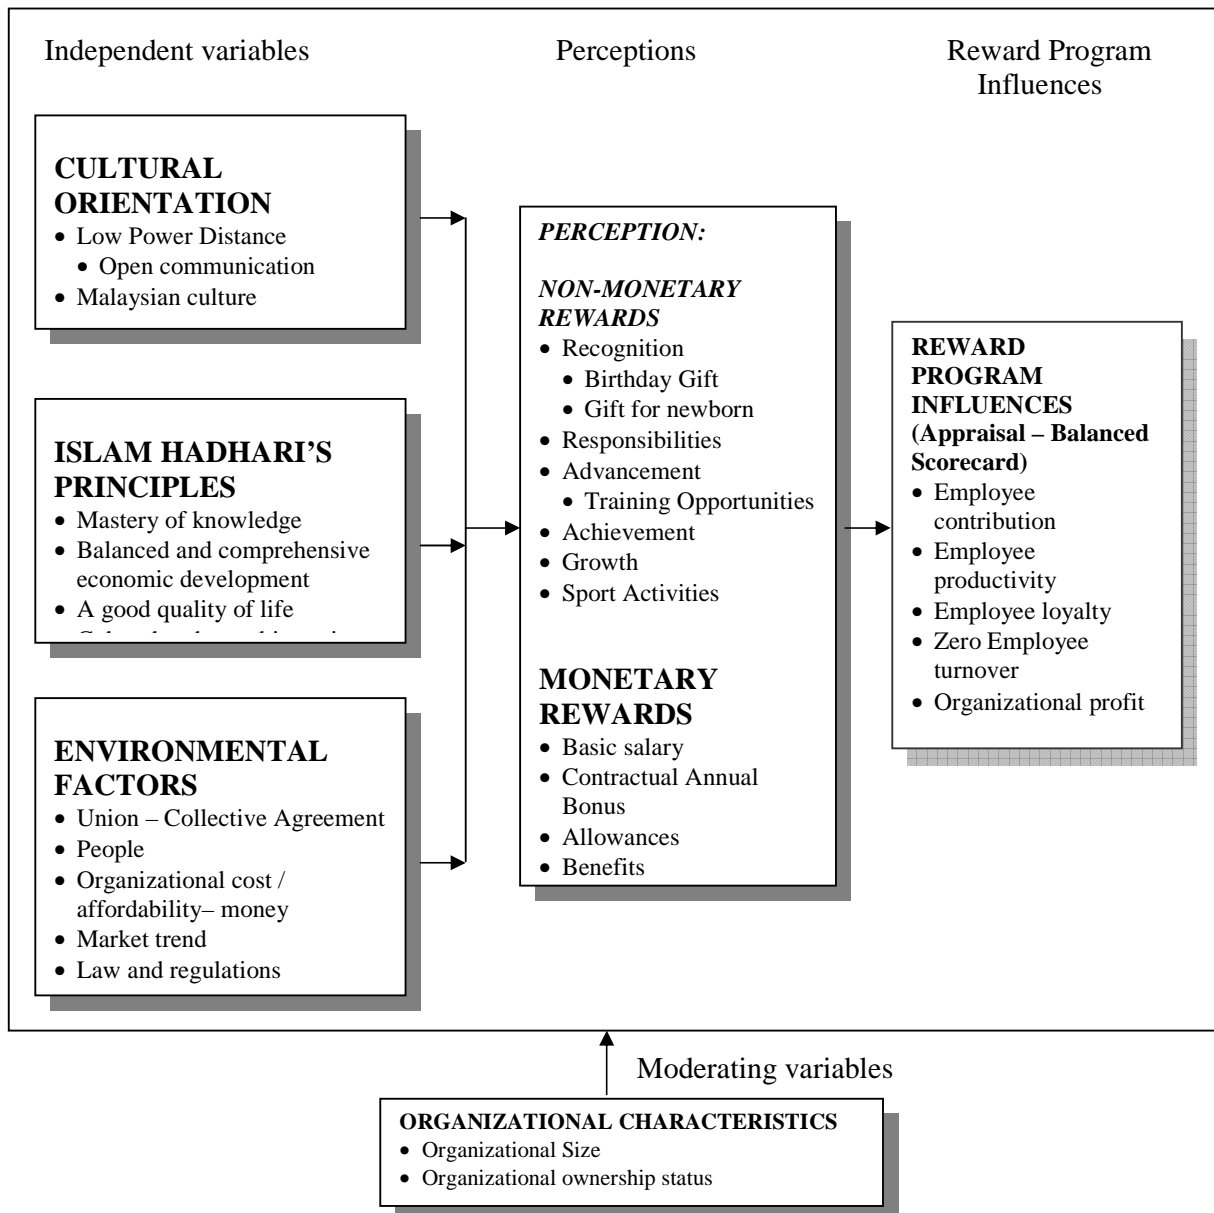 Independent variables
Perceptions
Reward Program
Influences
CULTURAL
ORIENTATION
• Low Power Distance
• Open communication
• Malaysian culture
ISLAM HADHARI’S
PRINCIPLES
• Mastery of knowledge
• Balanced and comprehensive
economic development
• A good quality of life
ENVIRONMENTAL
FACTORS
• Union – Collective Agreement
• People
• Organizational cost /
affordability– money
• Market trend
• Law and regulations
PERCEPTION:
NON-MONETARY
REWARDS
• Recognition
• Birthday Gift
• Gift for newborn
• Responsibilities
• Advancement
• Training Opportunities
• Achievement
• Growth
• Sport Activities
MONETARY
REWARDS
• Basic salary
• Contractual Annual
Bonus
• Allowances
• Benefits
REWARD
PROGRAM
INFLUENCES
(Appraisal – Balanced
Scorecard)
• Employee
contribution
• Employee
productivity
• Employee loyalty
• Zero Employee
turnover
• Organizational profit
Moderating variables
ORGANIZATIONAL CHARACTERISTICS
• Organizational Size
• Organizational ownership status